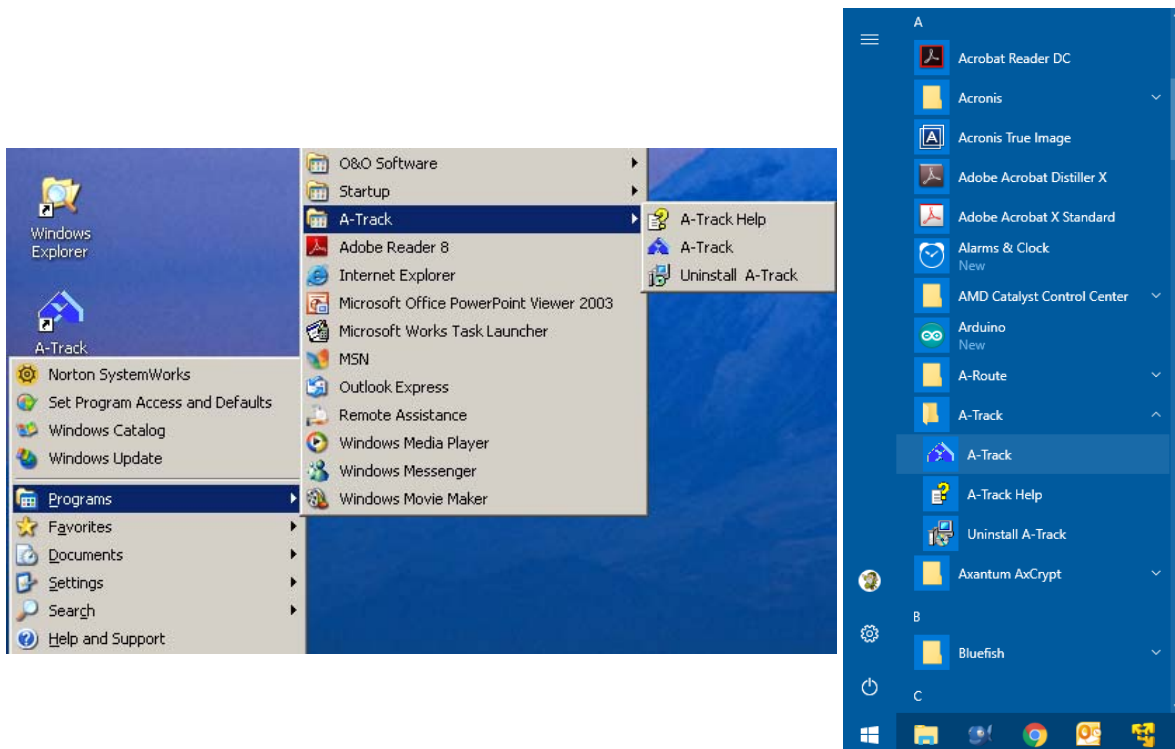 Windows
Explorer
A-Track
Norton SystemWorks
Set Program Access and Defaults
Windows Catalog
Windows Update
Programs
Favorites
Documents
Settings
Search
Help and Support
O&O Software
Startup
A-Track
Adobe Reader 8
Internet Explorer
Microsoft Office PowerPoint Viewer 2003
Microsoft Works Task Launcher
MSN
Outlook Express
Remote Assistance
Windows Media Player
Windows Messenger
Windows Movie Maker
A-Track Help
A-Track
Uninstall A-Track
A
Acrobat Reader DC
Acronis
Acronis True Image
Adobe Acrobat Distiller X
Adobe Acrobat X Standard
Alarms & Clock
New
AMD Catalyst Control Center
Arduino
New
A-Route
A-Track
A-Track
A-Track Help
Uninstall A-Track
Axantum AxCrypt
B
Bluefish
C